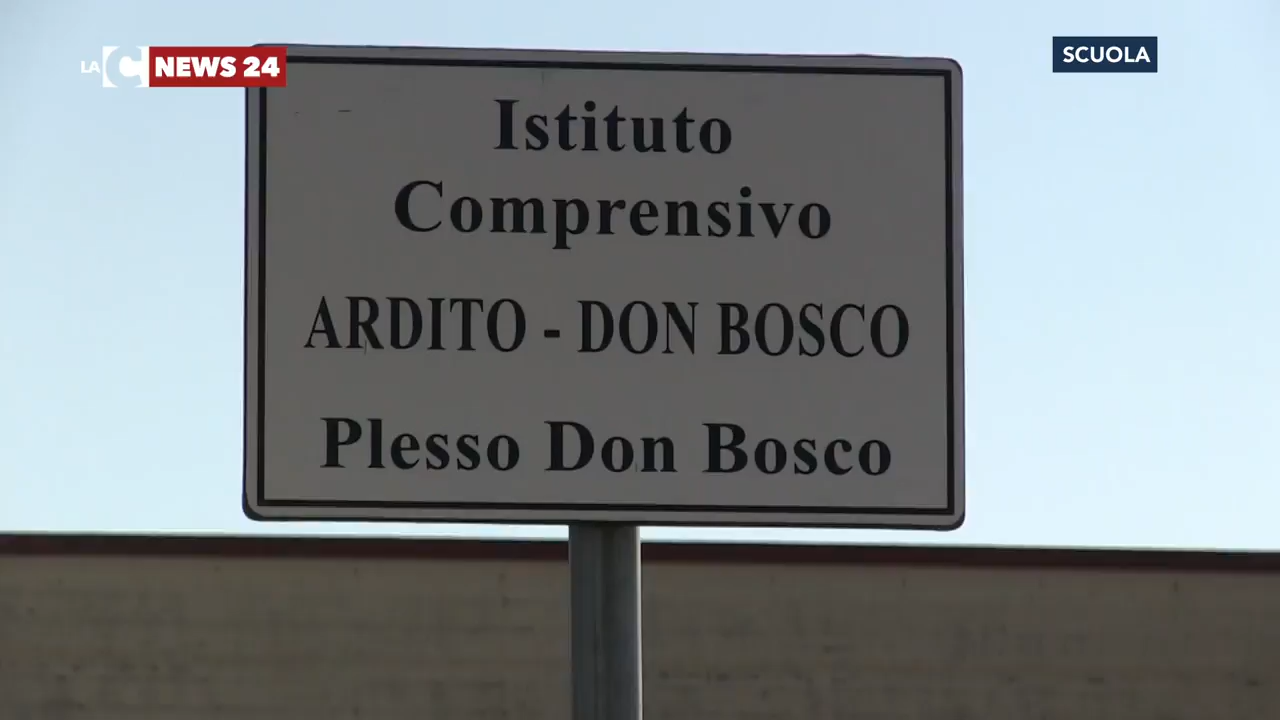 LA C NEWS 24
SCUOLA
Istituto
Comprensivo
ARDITO - DON BOSCO
Plesso Don Bosco